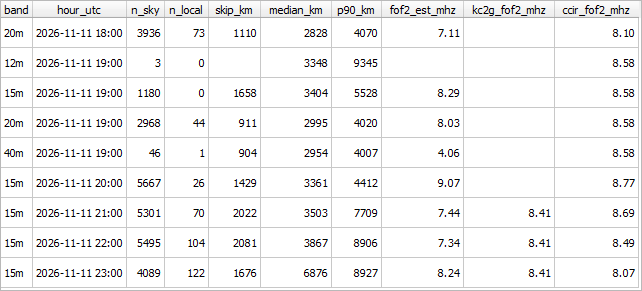 band hour_utc n_sky n_local skip_km median_km p90_km fof2_est_mhz kc2g_fof2_mhz ccir_fof2_mhz
20m 2026-11-11 18:00 3936 73 1110 2828 4070 7.11 8.10
12m 2026-11-11 19:00 3 0 3348 9345 8.58
15m 2026-11-11 19:00 1180 0 1658 3404 5528 8.29 8.58
20m 2026-11-11 19:00 2968 44 911 2995 4020 8.03 8.58
40m 2026-11-11 19:00 46 1 904 2954 4007 4.06 8.58
15m 2026-11-11 20:00 5667 26 1429 3361 4412 9.07 8.77
15m 2026-11-11 21:00 5301 70 2022 3503 7709 7.44 8.41 8.69
15m 2026-11-11 22:00 5495 104 2081 3867 8906 7.34 8.41 8.49
15m 2026-11-11 23:00 4089 122 1676 6876 8927 8.24 8.41 8.07